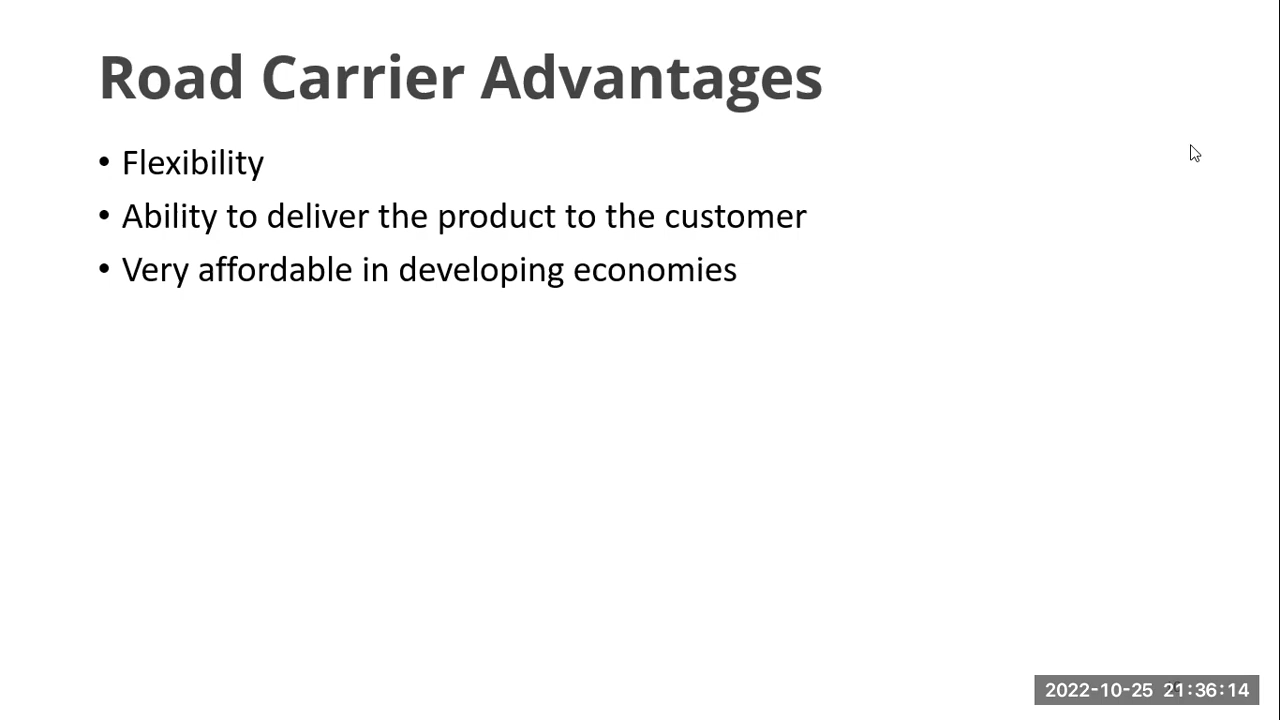 Road Carrier Advantages
• Flexibility
• Ability to deliver the product to the customer
• Very affordable in developing economies
2022-10-25 21:36:14